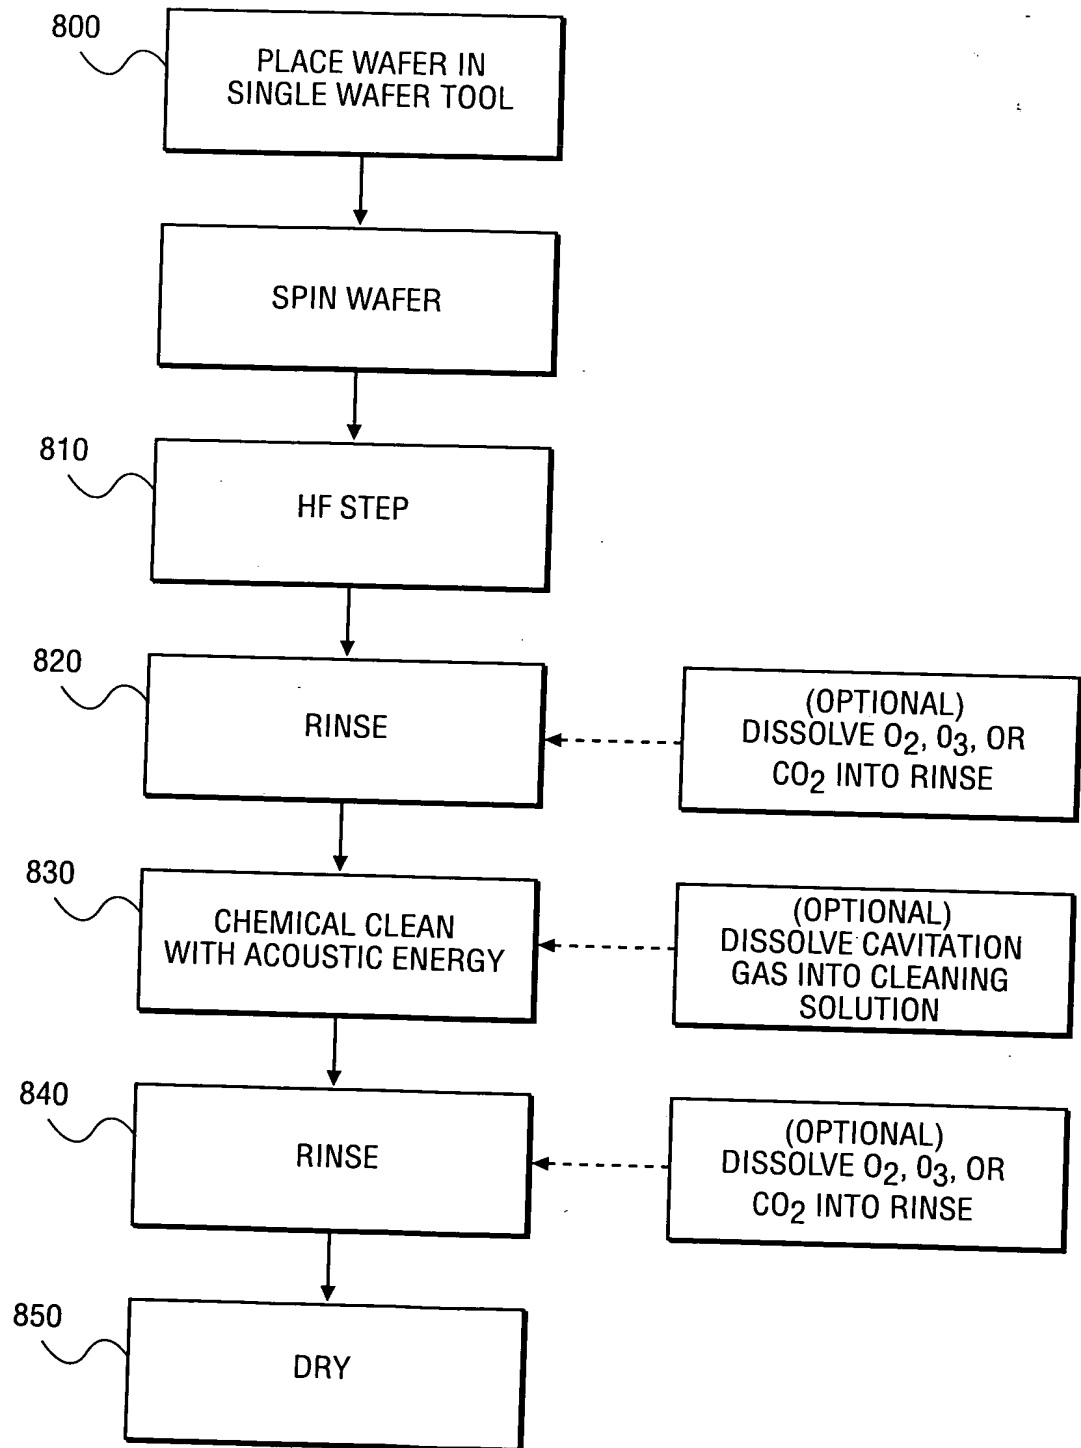 800
PLACE WAFER IN
SINGLE WAFER TOOL
SPIN WAFER
810
HF STEP
820
RINSE
(OPTIONAL)
DISSOLVE O2, O3, OR
CO2 INTO RINSE
830
CHEMICAL CLEAN
WITH ACOUSTIC ENERGY
(OPTIONAL)
DISSOLVE CAVITATION
GAS INTO CLEANING
SOLUTION
840
RINSE
(OPTIONAL)
DISSOLVE O2, O3, OR
CO2 INTO RINSE
850
DRY